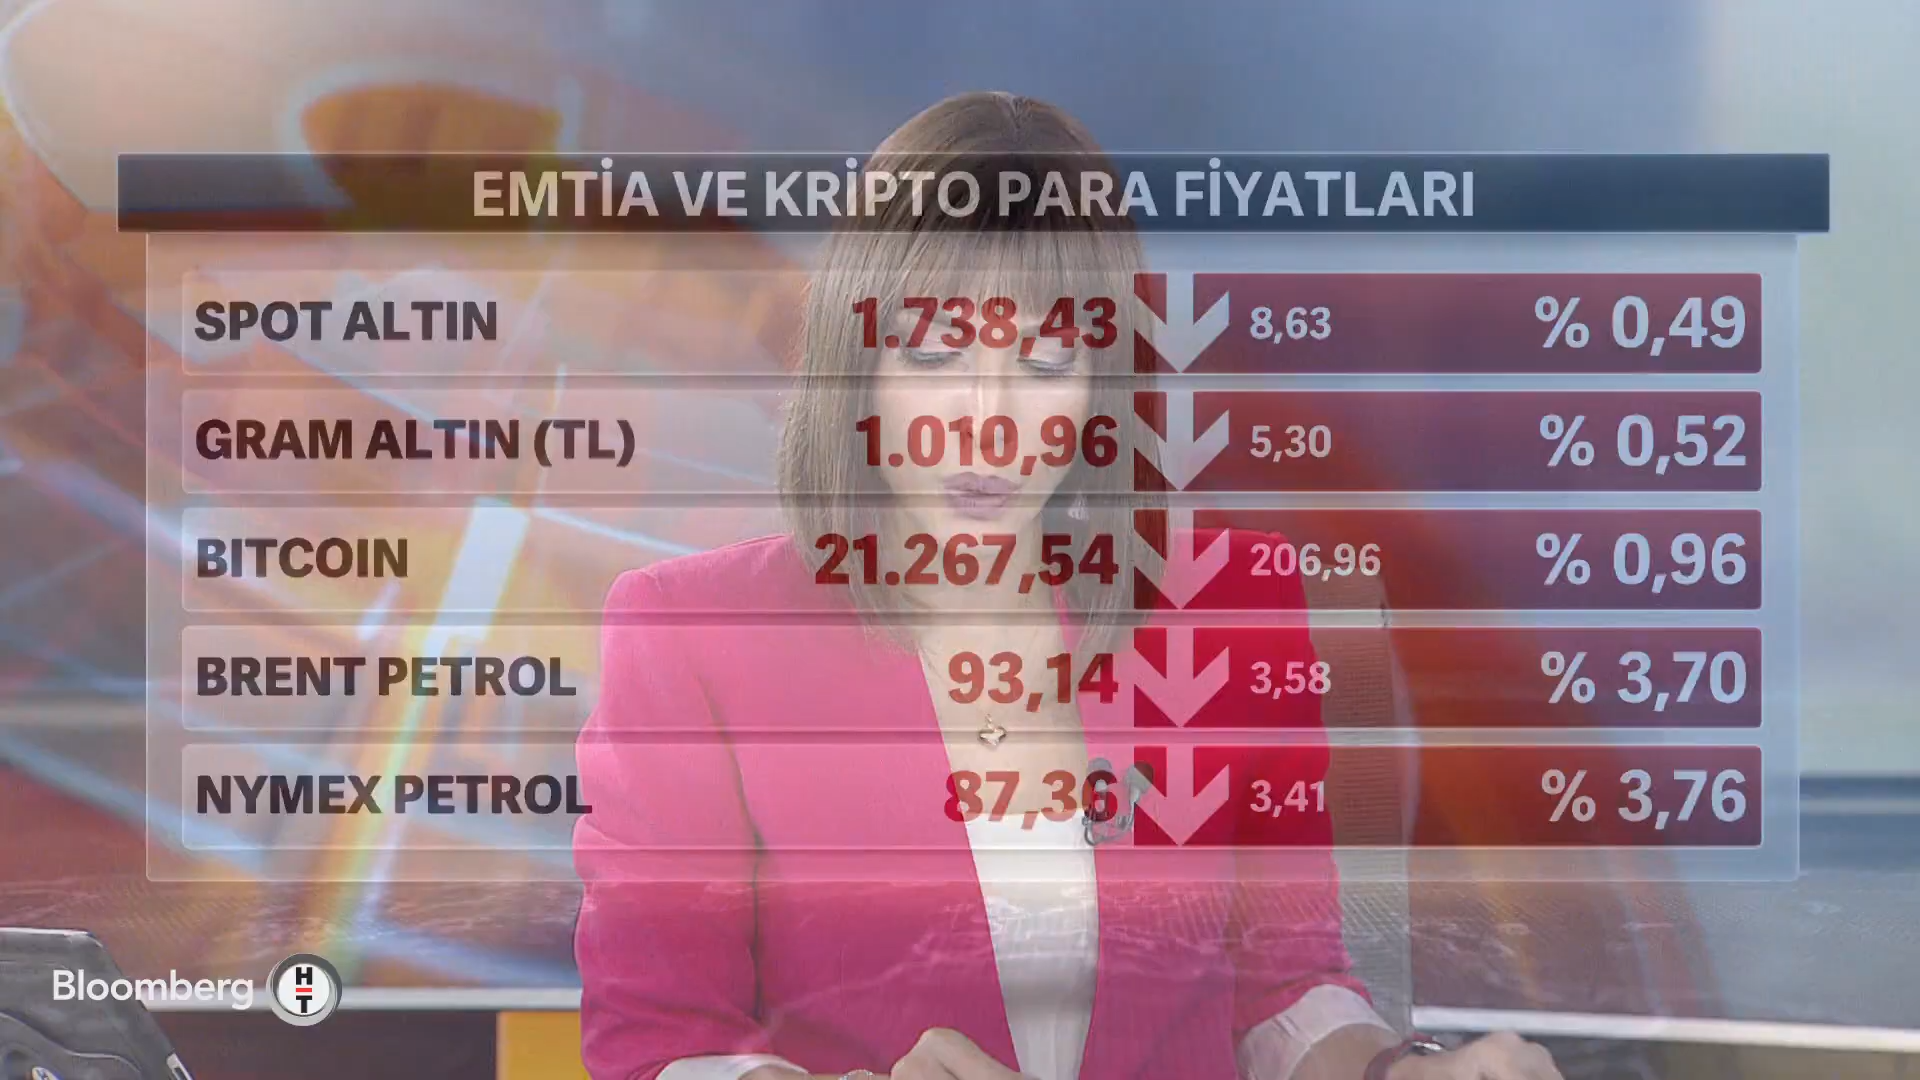 EMTİA VE KRİPTO PARA FİYATLARI
SPOT ALTIN 1.738,43 8,63 % 0,49
GRAM ALTIN (TL) 1.010,96 5,30 % 0,52
BITCOIN 21.267,54 206,96 % 0,96
BRENT PETROL 93,14 3,58 % 3,70
NYMEX PETROL 87,36 3,41 % 3,76
Bloomberg HT